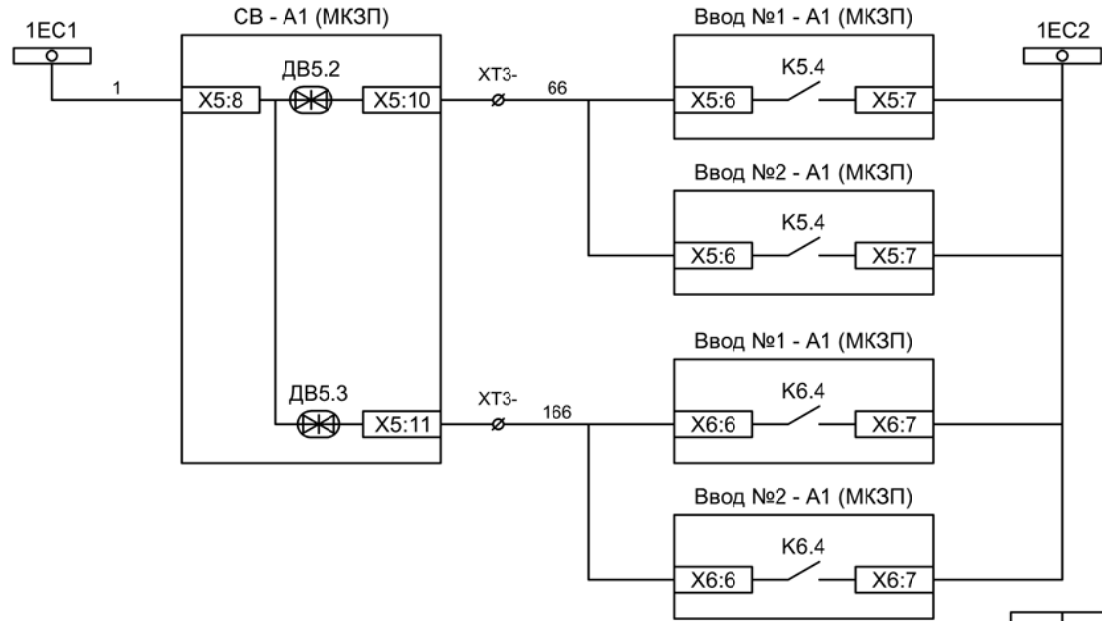 1ЕС1
СВ - А1 (МКЗП)
Ввод №1 - А1 (МКЗП)
1ЕС2
ДВ5.2
ХТ3-
К5.4
1
Х5:8
Х5:10
66
Х5:6
Х5:7
Ввод №2 - А1 (МКЗП)
К5.4
Х5:6
Х5:7
Ввод №1 - А1 (МКЗП)
ДВ5.3
ХТ3-
К6.4
Х5:11
166
Х6:6
Х6:7
Ввод №2 - А1 (МКЗП)
К6.4
Х6:6
Х6:7